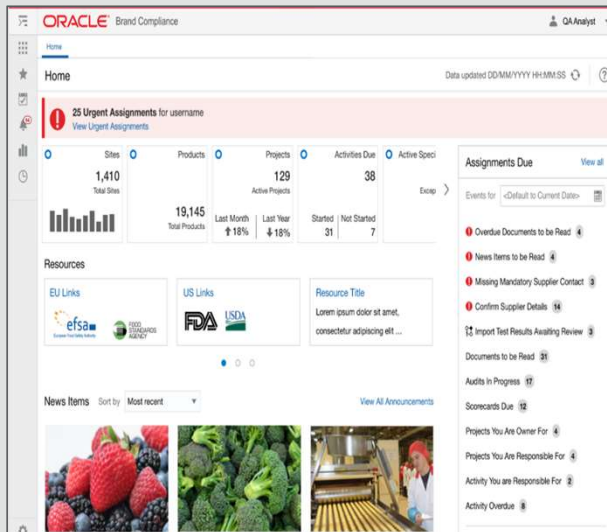 ORACLE Brand Compliance
QA Analyst
Home
Home
Data updated DD/MM/YYYY HH:MM:SS
25 Urgent Assignments for username
View Urgent Assignments
Sites
1,410
Total Sites
Products
19,145
Total Products
Projects
129
Active Projects
Last Month
18%
Last Year
18%
Activities Due
38
Started
31
Not Started
7
Active Speci
Excep
Resources
EU Links
efsa
European Food Safety Authority
FOOD
STANDARDS
AGENCY
US Links
FDA
USDA
Resource Title
Lorem ipsum dolor sit amet,
consectetur adipiscing elit ...
News Items Sort by Most recent
View All Announcements
Assignments Due View all
Events for <Default to Current Date>
Overdue Documents to be Read 4
News Items to be Read 4
Missing Mandatory Supplier Contact 3
Confirm Supplier Details 14
Import Test Results Awaiting Review 3
Documents to be Read 31
Audits In Progress 17
Scorecards Due 12
Projects You Are Owner For 4
Projects You Are Responsible For 4
Activity You are Responsible For 2
Activity Overdue 8